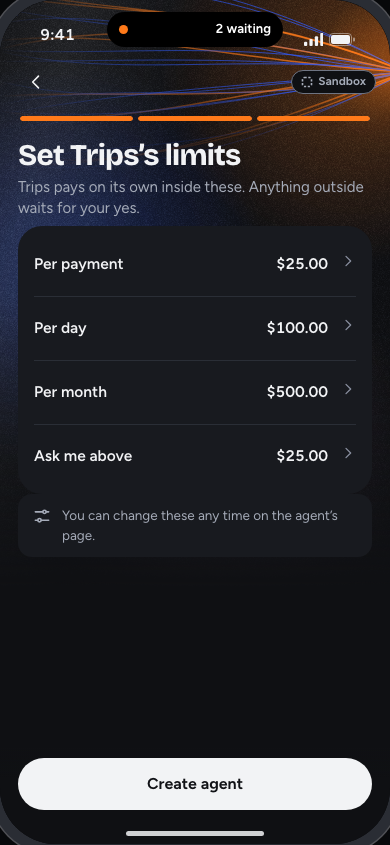 9:41
2 waiting
Sandbox
Set Trips's limits
Trips pays on its own inside these. Anything outside
waits for your yes.
Per payment $25.00
Per day $100.00
Per month $500.00
Ask me above $25.00
You can change these any time on the agent's
page.
Create agent